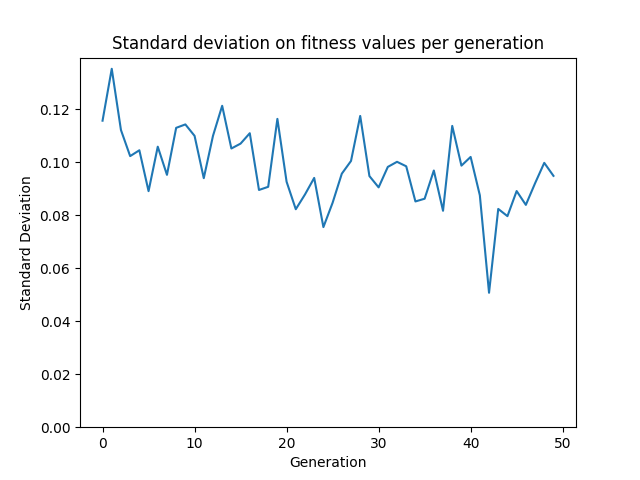 Standard deviation on fitness values per generation
Standard Deviation
0.12
0.10
0.08
0.06
0.04
0.02
0.00
0 10 20 30 40 50
Generation